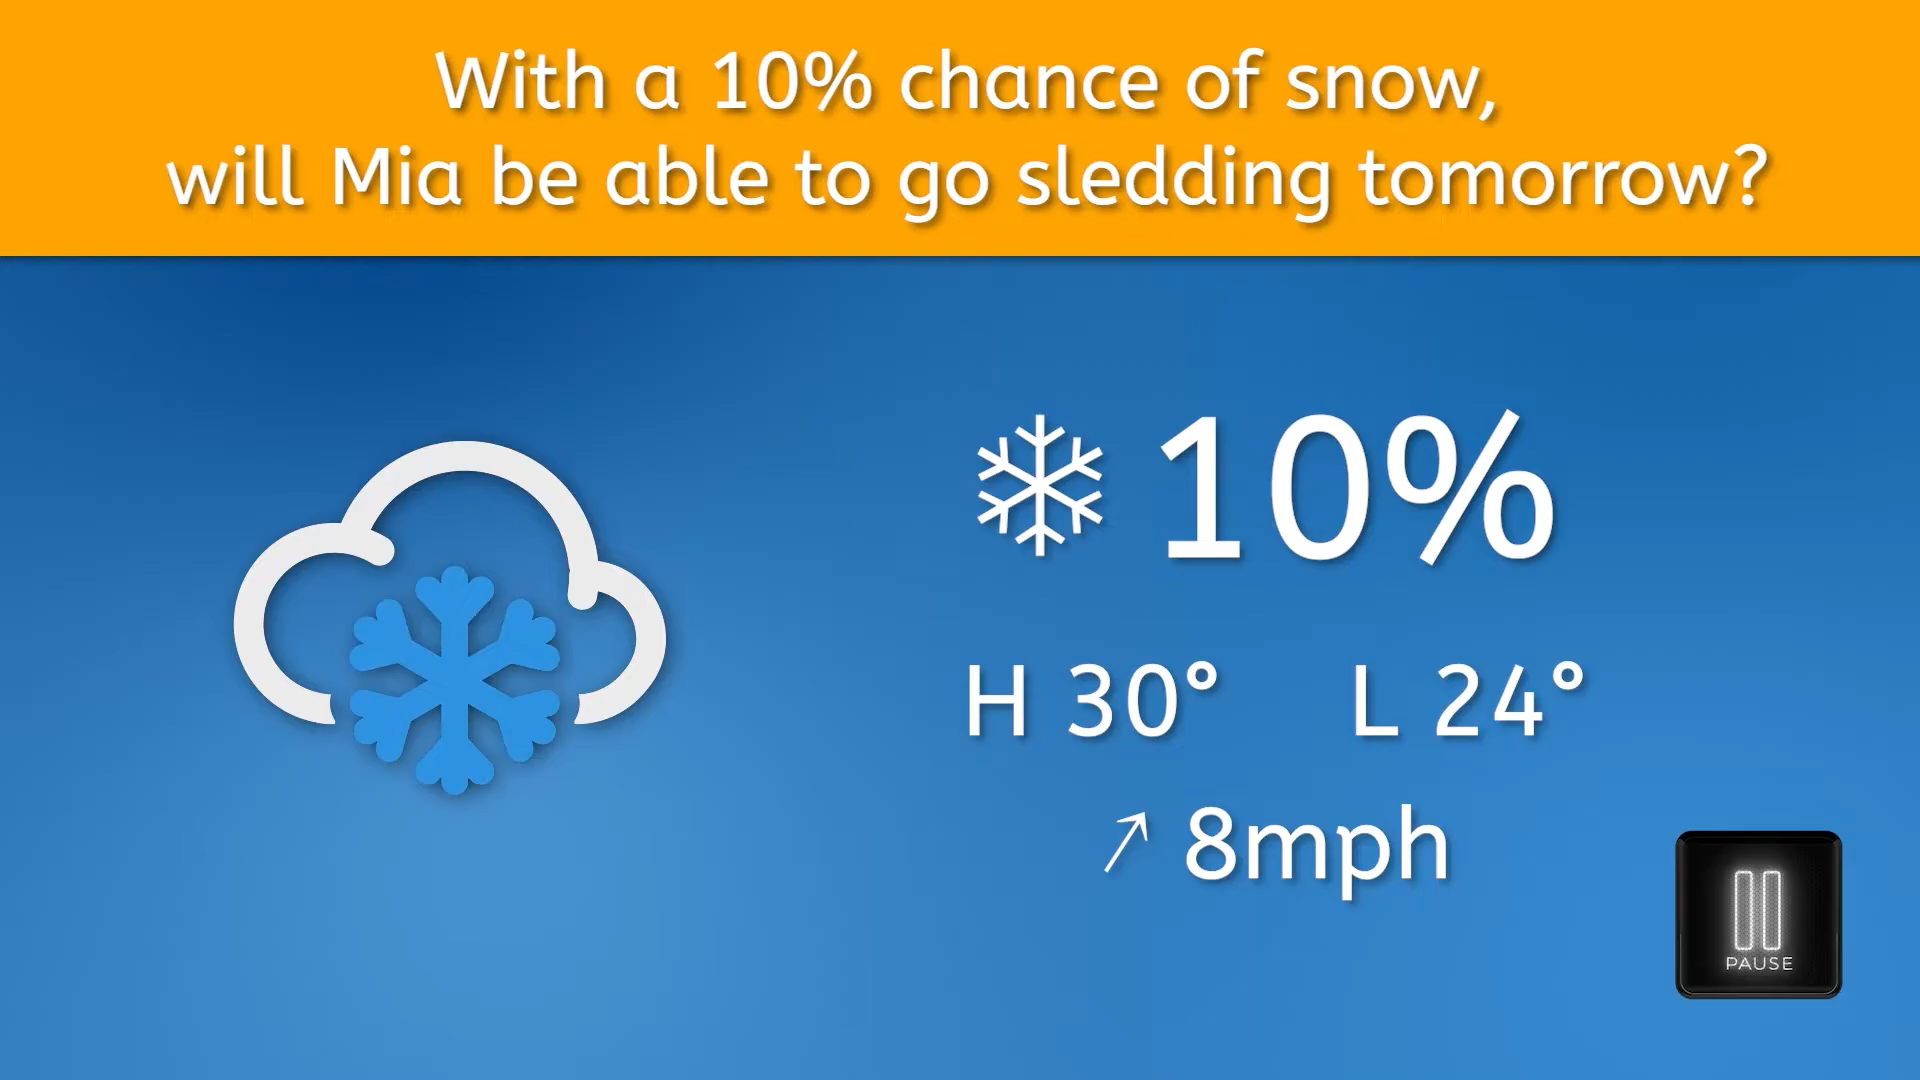 With a 10% chance of snow,
will Mia be able to go sledding tomorrow?
10%
H 30° L 24°
8mph
PAUSE